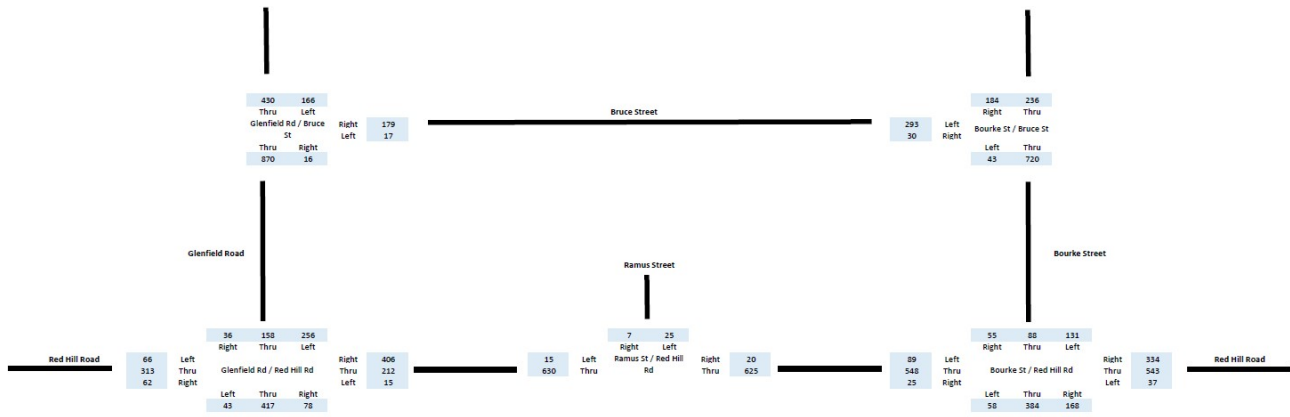 430 166
184 236
Thru Left
Bruce Street
Right Thru
Glenfield Rd / Bruce
St
Right 179
Left 17
293 Left
30 Right
Bourke St / Bruce St
Thru Right
Left Thru
870 16
43 720
Glenfield Road
Bourke Street
Ramus Street
36 158 256
7 25
55 88 131
Right Thru Left
Right Left
Right Thru Left
Red Hill Road
66 Left
313 Thru
62 Right
Glenfield Rd / Red Hill Rd
Right 406
Thru 212
Left 15
15 Left
630 Thru
Ramus St / Red Hill
Rd
Right 20
Thru 625
89 Left
548 Thru
25 Right
Bourke St / Red Hill Rd
Right 334
Thru 543
Left 37
Red Hill Road
Left Thru Right
Left Thru Right
43 417 78
58 384 168